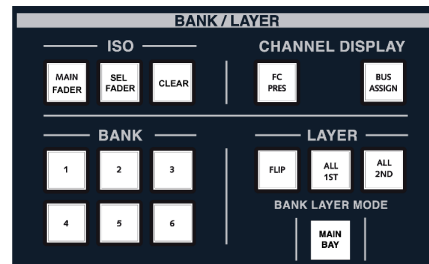 BANK / LAYER
ISO
MAIN
FADER
SEL
FADER
CLEAR
CHANNEL DISPLAY
FC
PRES
BUS
ASSIGN
BANK
1
2
3
4
5
6
LAYER
FLIP
ALL
1ST
ALL
2ND
BANK LAYER MODE
MAIN
BAY